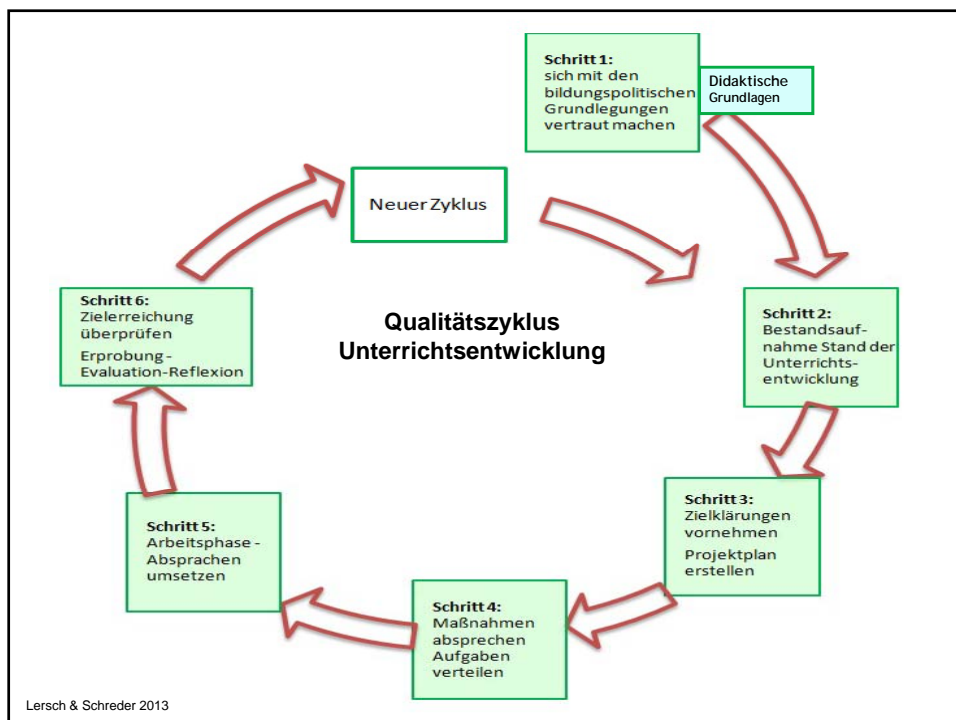 Schritt 1:
sich mit den
bildungspolitischen
Grundlegungen
vertraut machen
Didaktische
Grundlagen
Neuer Zyklus
Qualitätszyklus
Unterrichtsentwicklung
Schritt 2:
Bestandsauf-
nahme Stand der
Unterrichts-
entwicklung
Schritt 3:
Zielklärungen
vornehmen
Projektplan
erstellen
Schritt 4:
Maßnahmen
absprechen
Aufgaben
verteilen
Schritt 5:
Arbeitsphase -
Absprachen
umsetzen
Schritt 6:
Zielerreichung
überprüfen
Erprobung -
Evaluation-Reflexion
Lersch & Schreder 2013